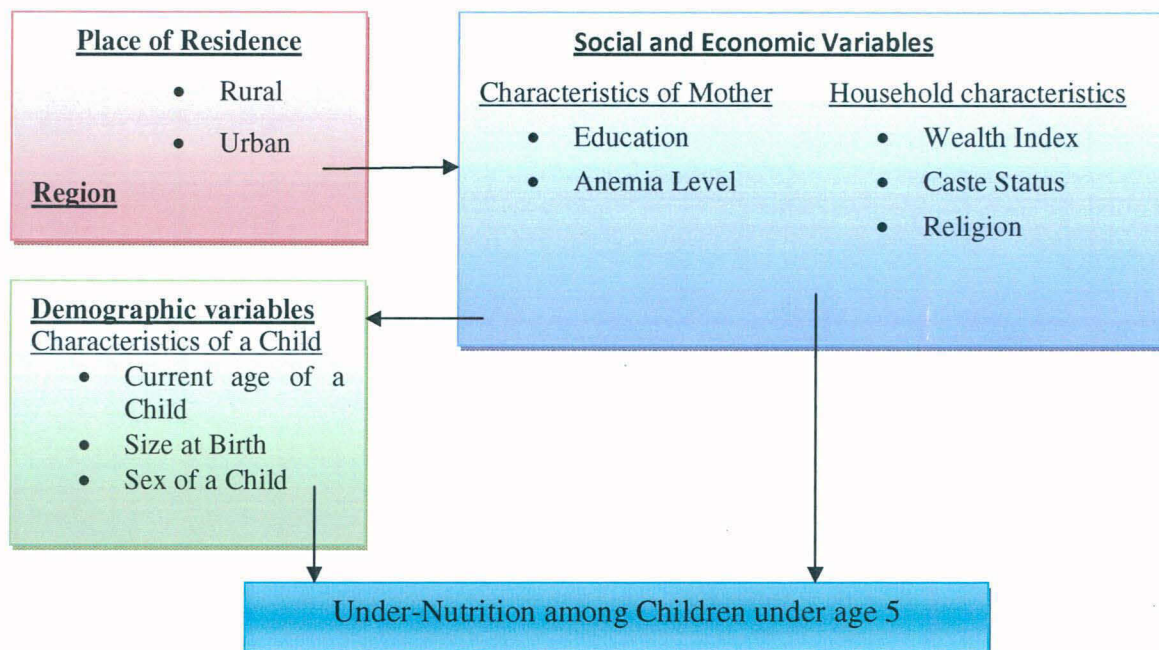 Place of Residence
• Rural
• Urban
Region
Social and Economic Variables
Characteristics of Mother
• Education
• Anemia Level
Household characteristics
• Wealth Index
• Caste Status
• Religion
Demographic variables
Characteristics of a Child
• Current age of a
Child
• Size at Birth
• Sex of a Child
Under-Nutrition among Children under age 5